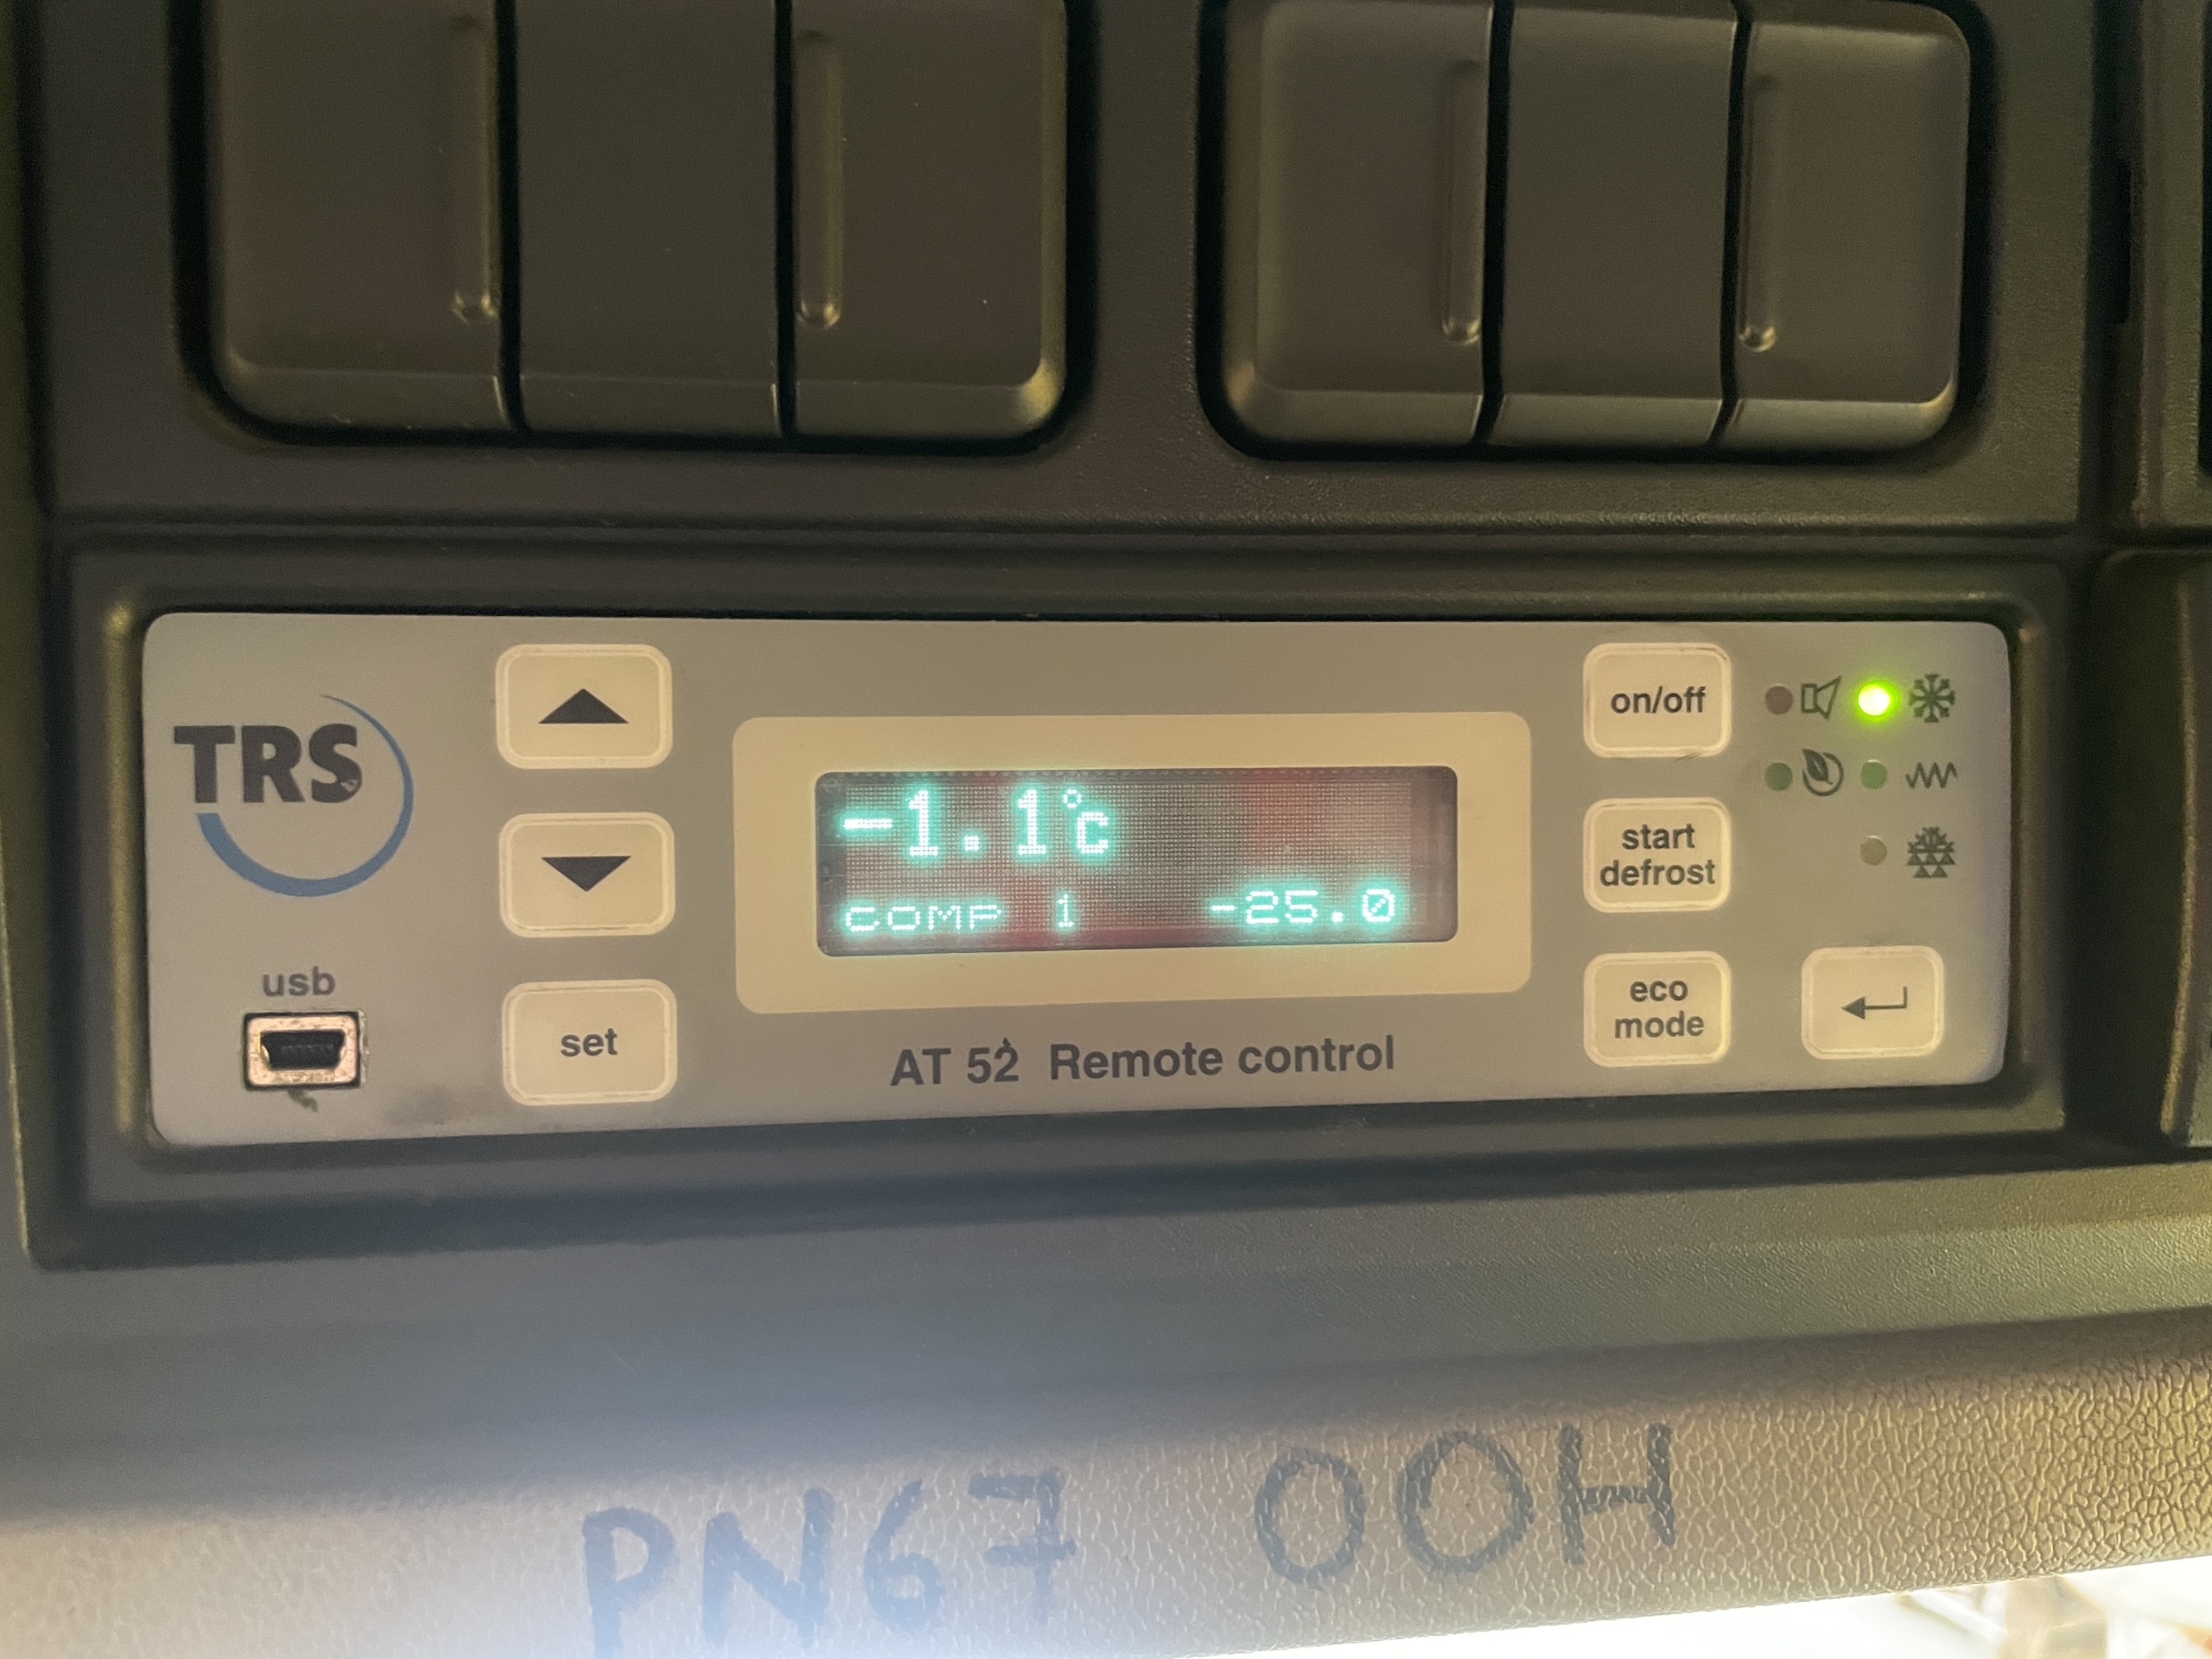 TRS
usb
set
-1.1°C
COMP 1 -25.0
AT 52 Remote control
on/off
start
defrost
eco
mode
PN67 OOH